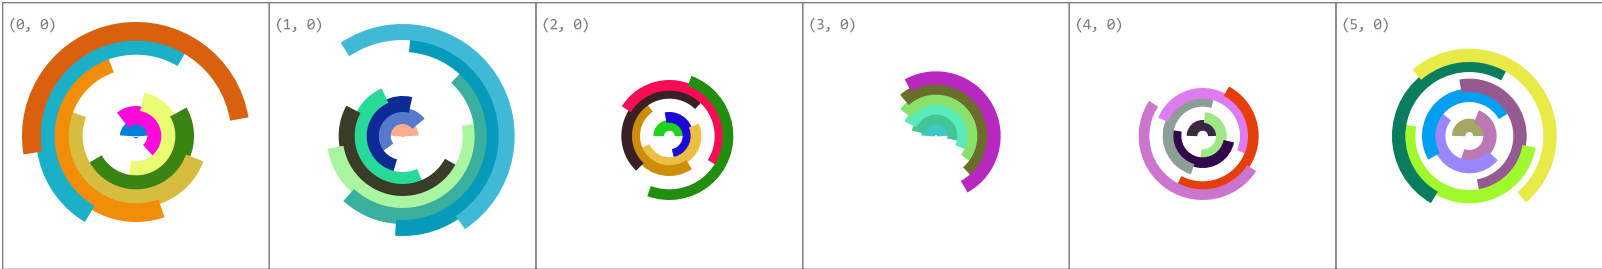 (0, 0) (1, 0) (2, 0) (3, 0) (4, 0) (5, 0)